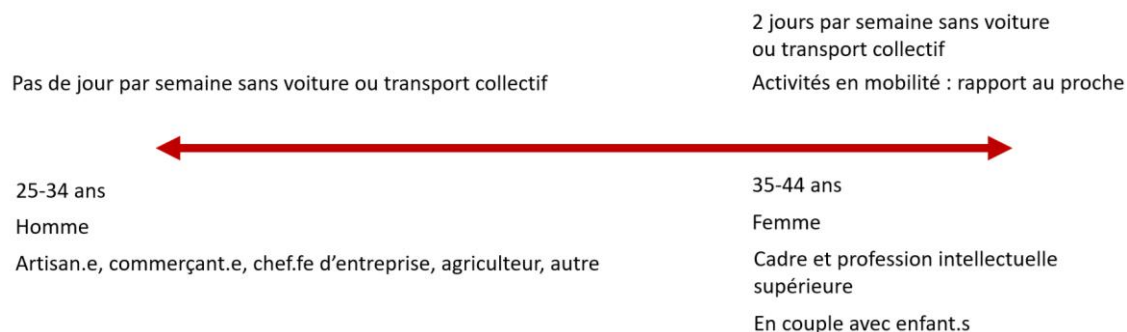 2 jours par semaine sans voiture
ou transport collectif
Pas de jour par semaine sans voiture ou transport collectif
Activités en mobilité : rapport au proche
25-34 ans
Homme
Artisan.e, commerçant.e, chef.fe d’entreprise, agriculteur, autre
35-44 ans
Femme
Cadre et profession intellectuelle
supérieure
En couple avec enfant.s